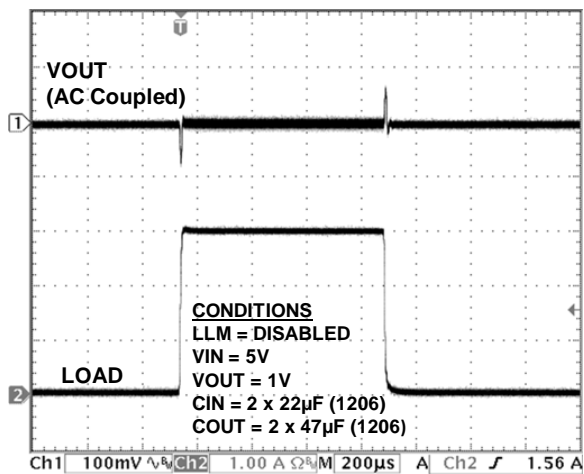 T
VOUT
(AC Coupled)
1
CONDITIONS
LLM = DISABLED
VIN = 5V
VOUT = 1V
CIN = 2 x 22µF (1206)
COUT = 2 x 47µF (1206)
LOAD
2
Ch1 100mV Ch2 1.00 A Ω M 200µs A Ch2 1.56 A